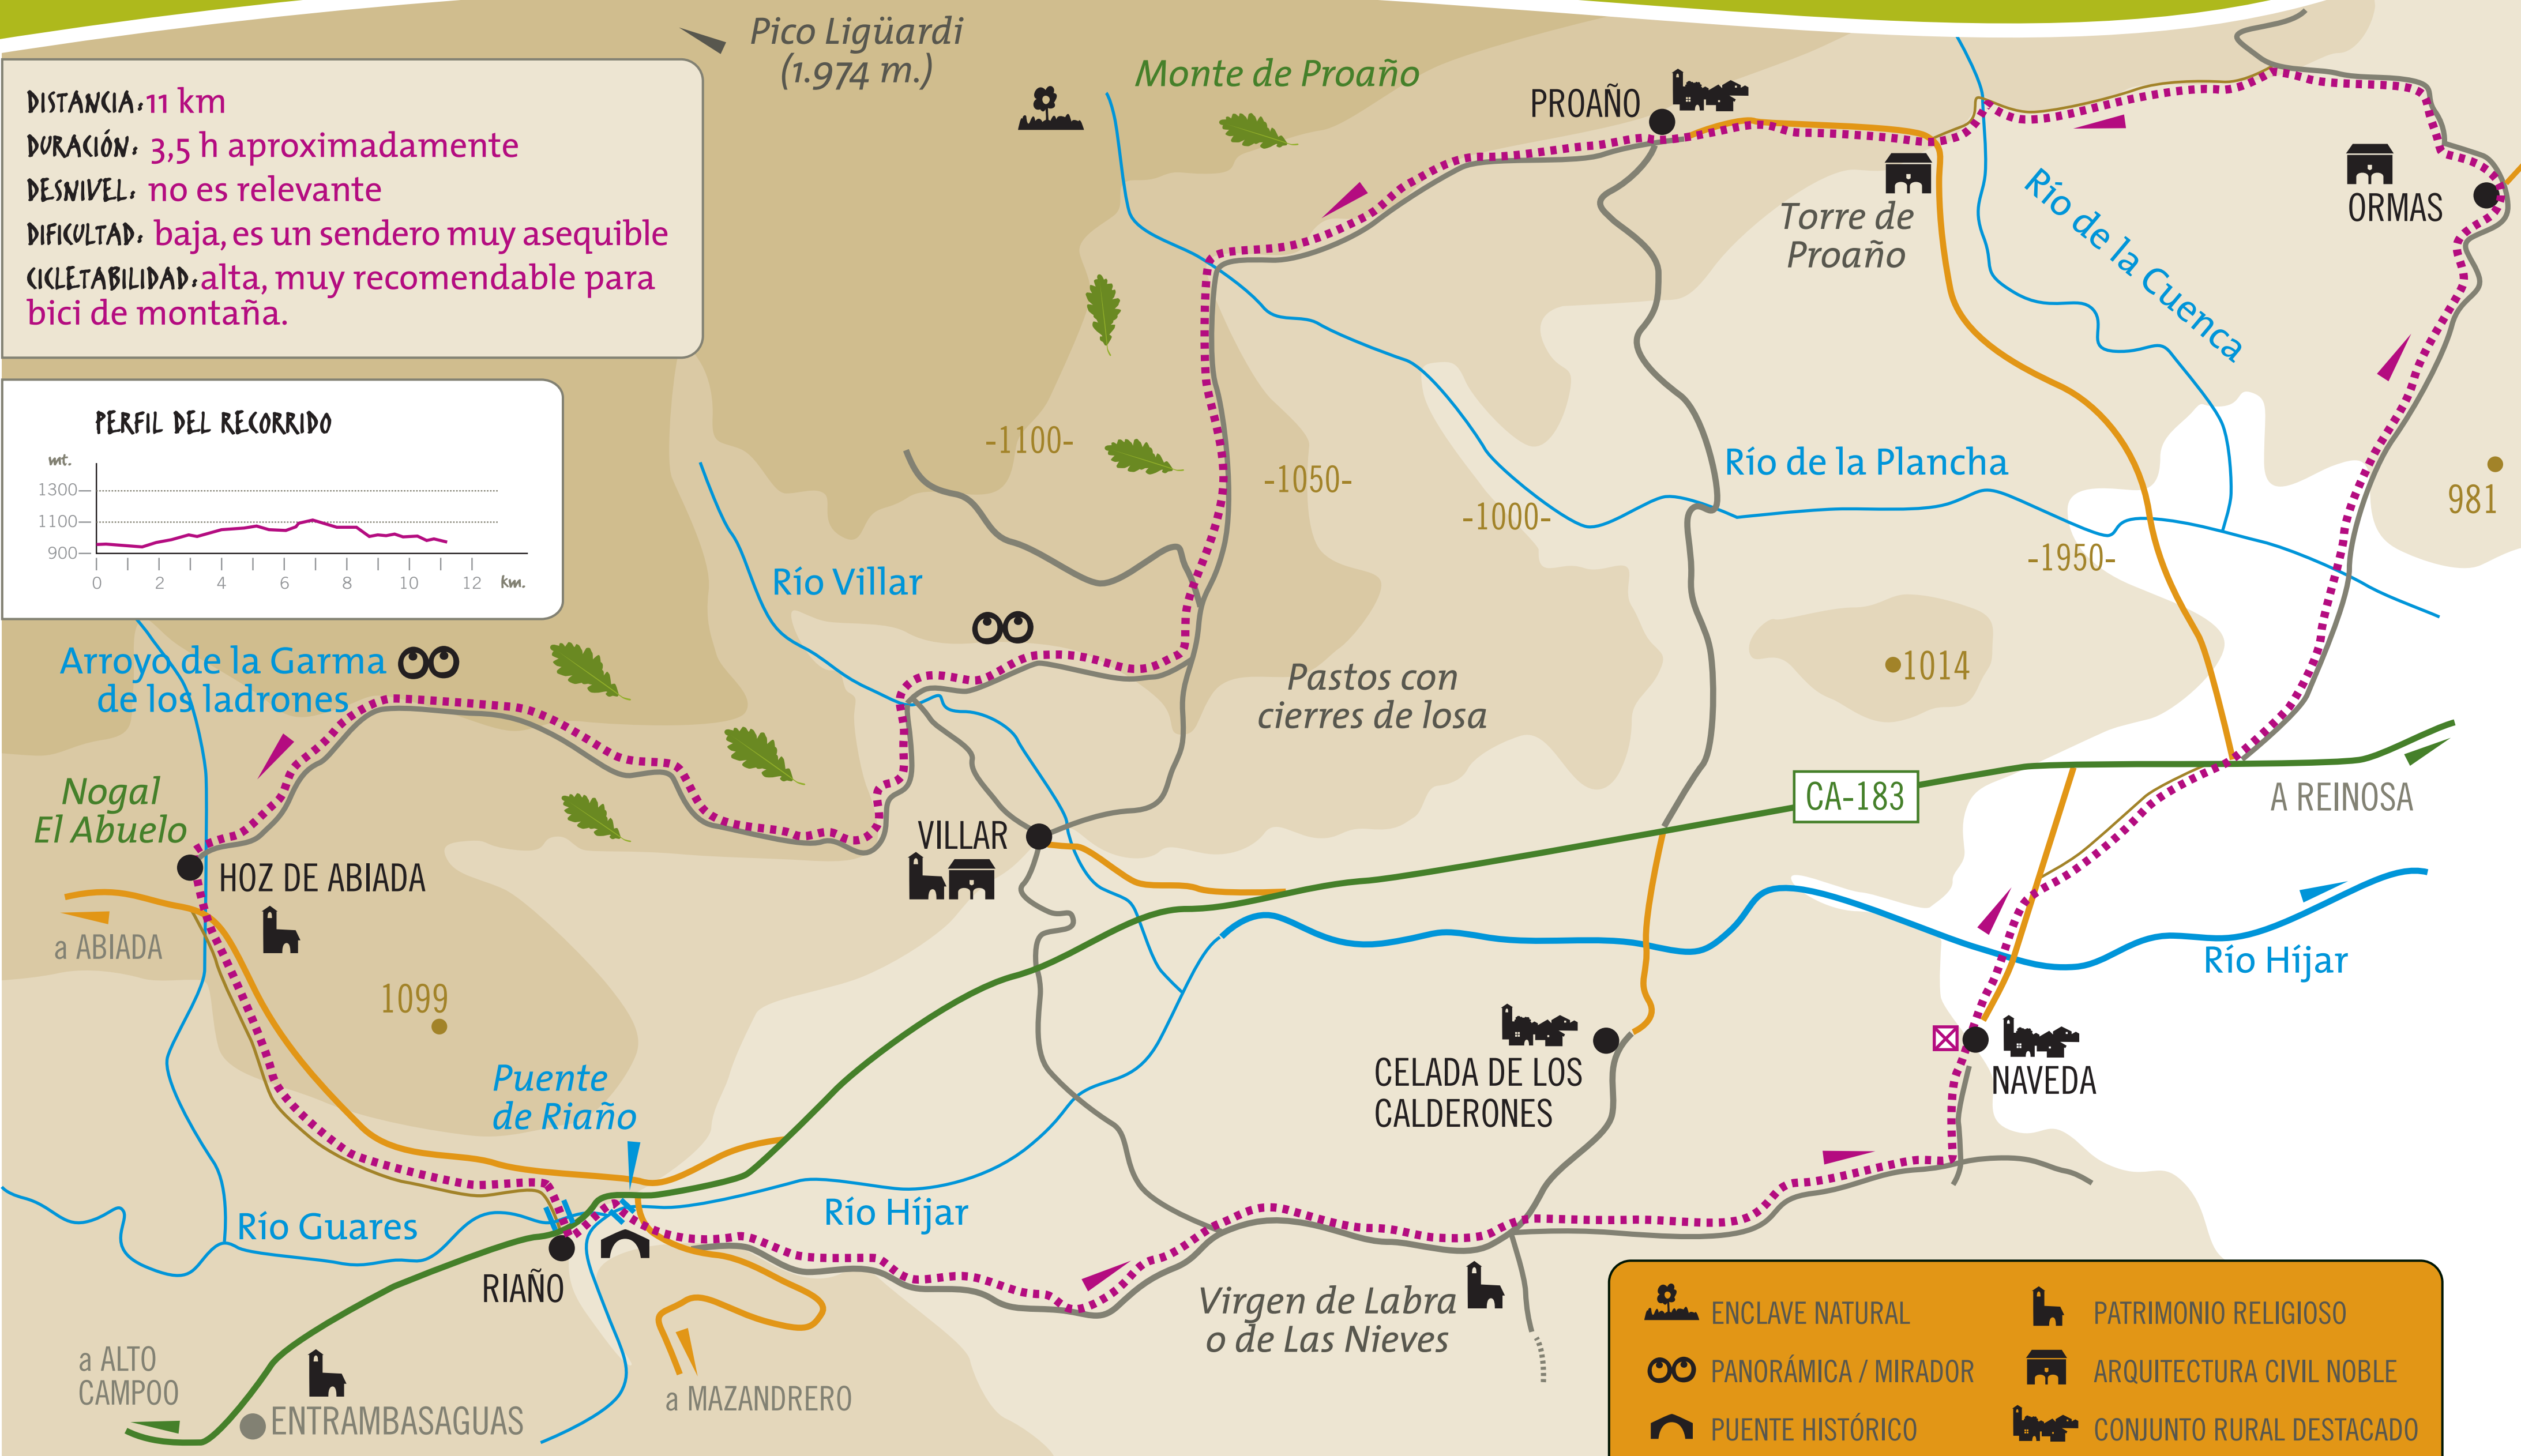 Pico Ligüardi
(1.974 m.)
Monte de Proaño
PROAÑO
DISTANCIA: 11 km
DURACIÓN: 3,5 h aproximadamente
DESNIVEL: no es relevante
DIFICULTAD: baja, es un sendero muy asequible
CICLETABILIDAD: alta, muy recomendable para
bici de montaña.
Torre de
Proaño
Río de la Cuenca
ORMAS
PERFIL DEL RECORRIDO
mt.
1300
1100
900
0 2 4 6 8 10 12 km.
-1100-
-1050-
-1000-
Río de la Plancha
-1950-
981
Río Villar
Arroyo de la Garma
de los ladrones
Pastos con
cierres de losa
1014
Nogal
El Abuelo
HOZ DE ABIADA
VILLAR
CA-183
A REINOSA
a ABIADA
1099
Río Híjar
Puente
de Riaño
CELADA DE LOS
CALDERONES
NAVEDA
Río Guares
Río Híjar
RIAÑO
Virgen de Labra
o de Las Nieves
a ALTO
CAMPOO
ENTRAMBASAGUAS
a MAZANDRERO
ENCLAVE NATURAL
PATRIMONIO RELIGIOSO
PANORÁMICA / MIRADOR
ARQUITECTURA CIVIL NOBLE
PUENTE HISTÓRICO
CONJUNTO RURAL DESTACADO